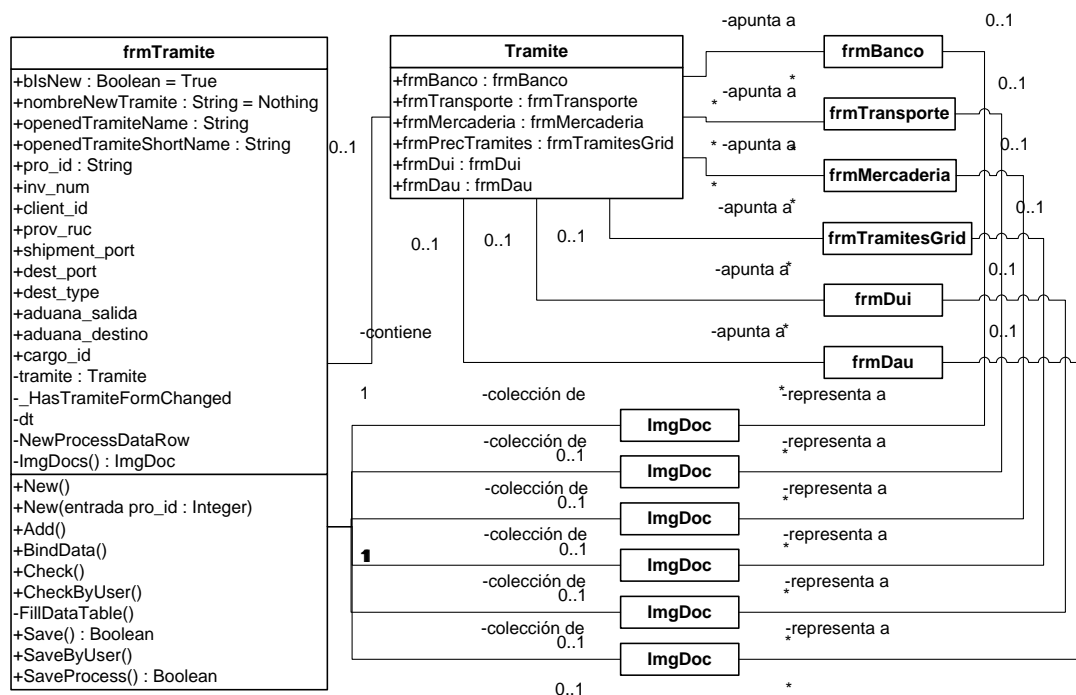 frmTramite
+bIsNew : Boolean = True
+nombreNewTramite : String = Nothing
+openedTramiteName : String
+openedTramiteShortName : String
+pro_id : String
+inv_num
+client_id
+prov_ruc
+shipment_port
+dest_port
+dest_type
+aduana_salida
+aduana_destino
+cargo_id
-tramite : Tramite
-_HasTramiteFormChanged
-dt
-NewProcessDataRow
-ImgDocs() : ImgDoc
+New()
+New(entrada pro_id : Integer)
+Add()
+BindData()
+Check()
+CheckByUser()
-FillDataTable()
+Save() : Boolean
+SaveByUser()
+SaveProcess() : Boolean
0..1
-contiene
1
1
Tramite
+frmBanco : frmBanco
+frmTransporte : frmTransporte
+frmMercaderia : frmMercaderia
+frmPrecTramites : frmTramitesGrid
+frmDui : frmDui
+frmDau : frmDau
0..1
0..1
0..1
-apunta a
0..1
frmBanco
*
-apunta a
*
0..1
frmTransporte
*
-apunta a
0..1
frmMercaderia
*
-apunta a*
0..1
frmTramitesGrid
-apunta a*
0..1
frmDui
-apunta a*
0..1
frmDau
-colección de
*-representa a
ImgDoc
-colección de
0..1
-representa a
*
ImgDoc
-colección de
0..1
-representa a
*
ImgDoc
-colección de
0..1
-representa a
*
ImgDoc
-colección de
0..1
-representa a
*
ImgDoc
-colección de
0..1
-representa a
*
ImgDoc
0..1
*